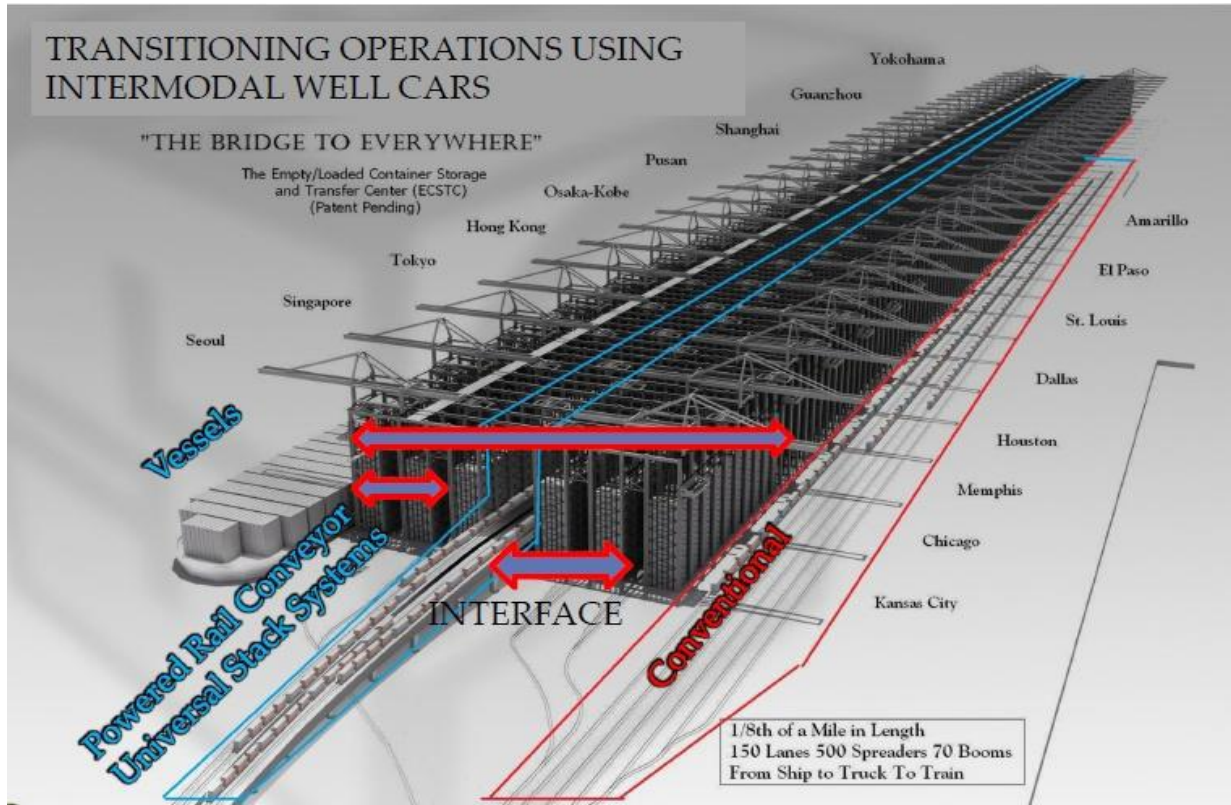 TRANSITIONING OPERATIONS USING
INTERMODAL WELL CARS
"THE BRIDGE TO EVERYWHERE"
The Empty/Loaded Container Storage
and Transfer Center (ECSTC)
(Patent Pending)
Yokohama
Guanzhou
Shanghai
Pusan
Osaka-Kobe
Hong Kong
Tokyo
Singapore
Seoul
Amarillo
El Paso
St. Louis
Dallas
Houston
Memphis
Chicago
Kansas City
Vessels
Powered Rail Conveyor
Universal Stack Systems
INTERFACE
Conventional
1/8th of a Mile in Length
150 Lanes 500 Spreaders 70 Booms
From Ship to Truck To Train